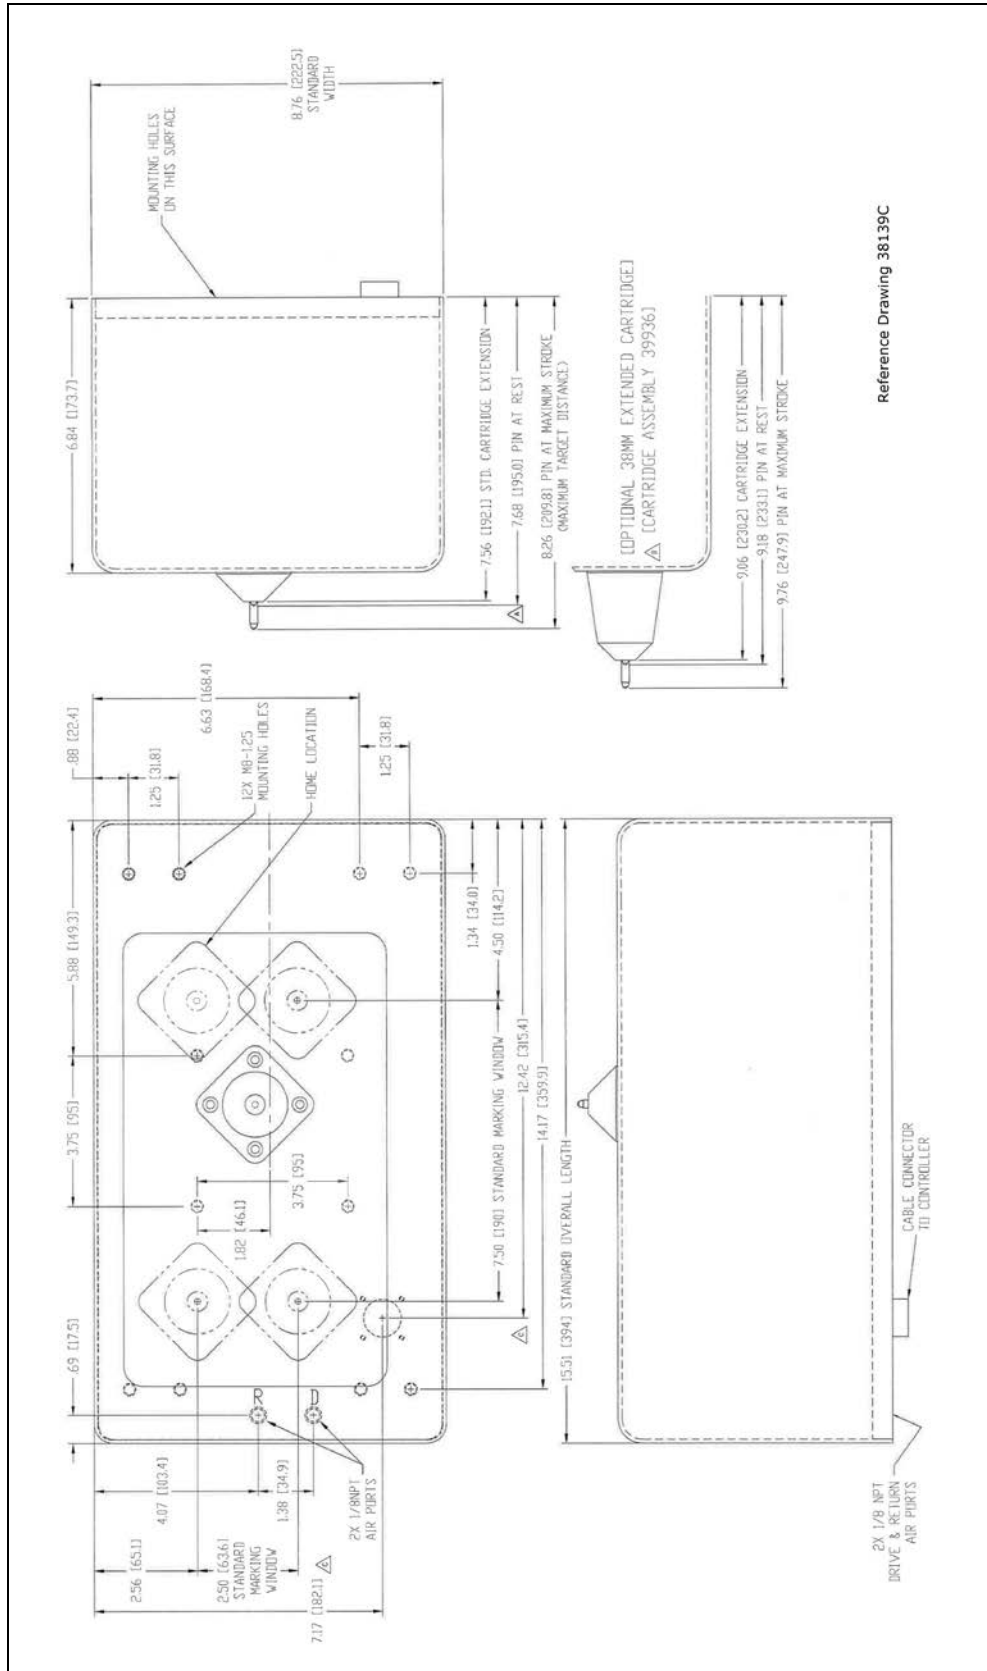 8.76 [222.5]
STANDARD
WIDTH
MOUNTING HOLES
ON THIS SURFACE
6.84 [173.7]
7.56 [192.1] STD. CARTRIDGE EXTENSION
7.68 [195.0] PIN AT REST
A
8.26 [209.8] PIN AT MAXIMUM STROKE
(MAXIMUM TARGET DISTANCE)
[OPTIONAL 38MM EXTENDED CARTRIDGE]
[CARTRIDGE ASSEMBLY 39936]
9.06 [230.2] CARTRIDGE EXTENSION
9.18 [233.1] PIN AT REST
9.76 [247.9] PIN AT MAXIMUM STROKE
Reference Drawing 38139C
.88 [22.4]
1.25 [31.8]
6.63 [168.4]
1.25 [31.8]
12X M8-1.25
MOUNTING HOLES
HOME LOCATION
5.88 [149.3]
3.75 [95]
.69 [17.5]
3.75 [95]
1.82 [46.1]
1.34 [34.0]
4.50 [114.2]
7.50 [190] STANDARD MARKING WINDOW
12.42 [315.4]
C
14.17 [359.9]
R
D
4.07 [103.4]
1.38 [34.9]
2X 1/8NPT
AIR PORTS
2.56 [65.1]
2.50 [63.6]
STANDARD
MARKING
WINDOW
7.17 [182.1]
C
15.51 [394] STANDARD OVERALL LENGTH
CABLE CONNECTOR
TO CONTROLLER
2X 1/8 NPT
DRIVE & RETURN
AIR PORTS